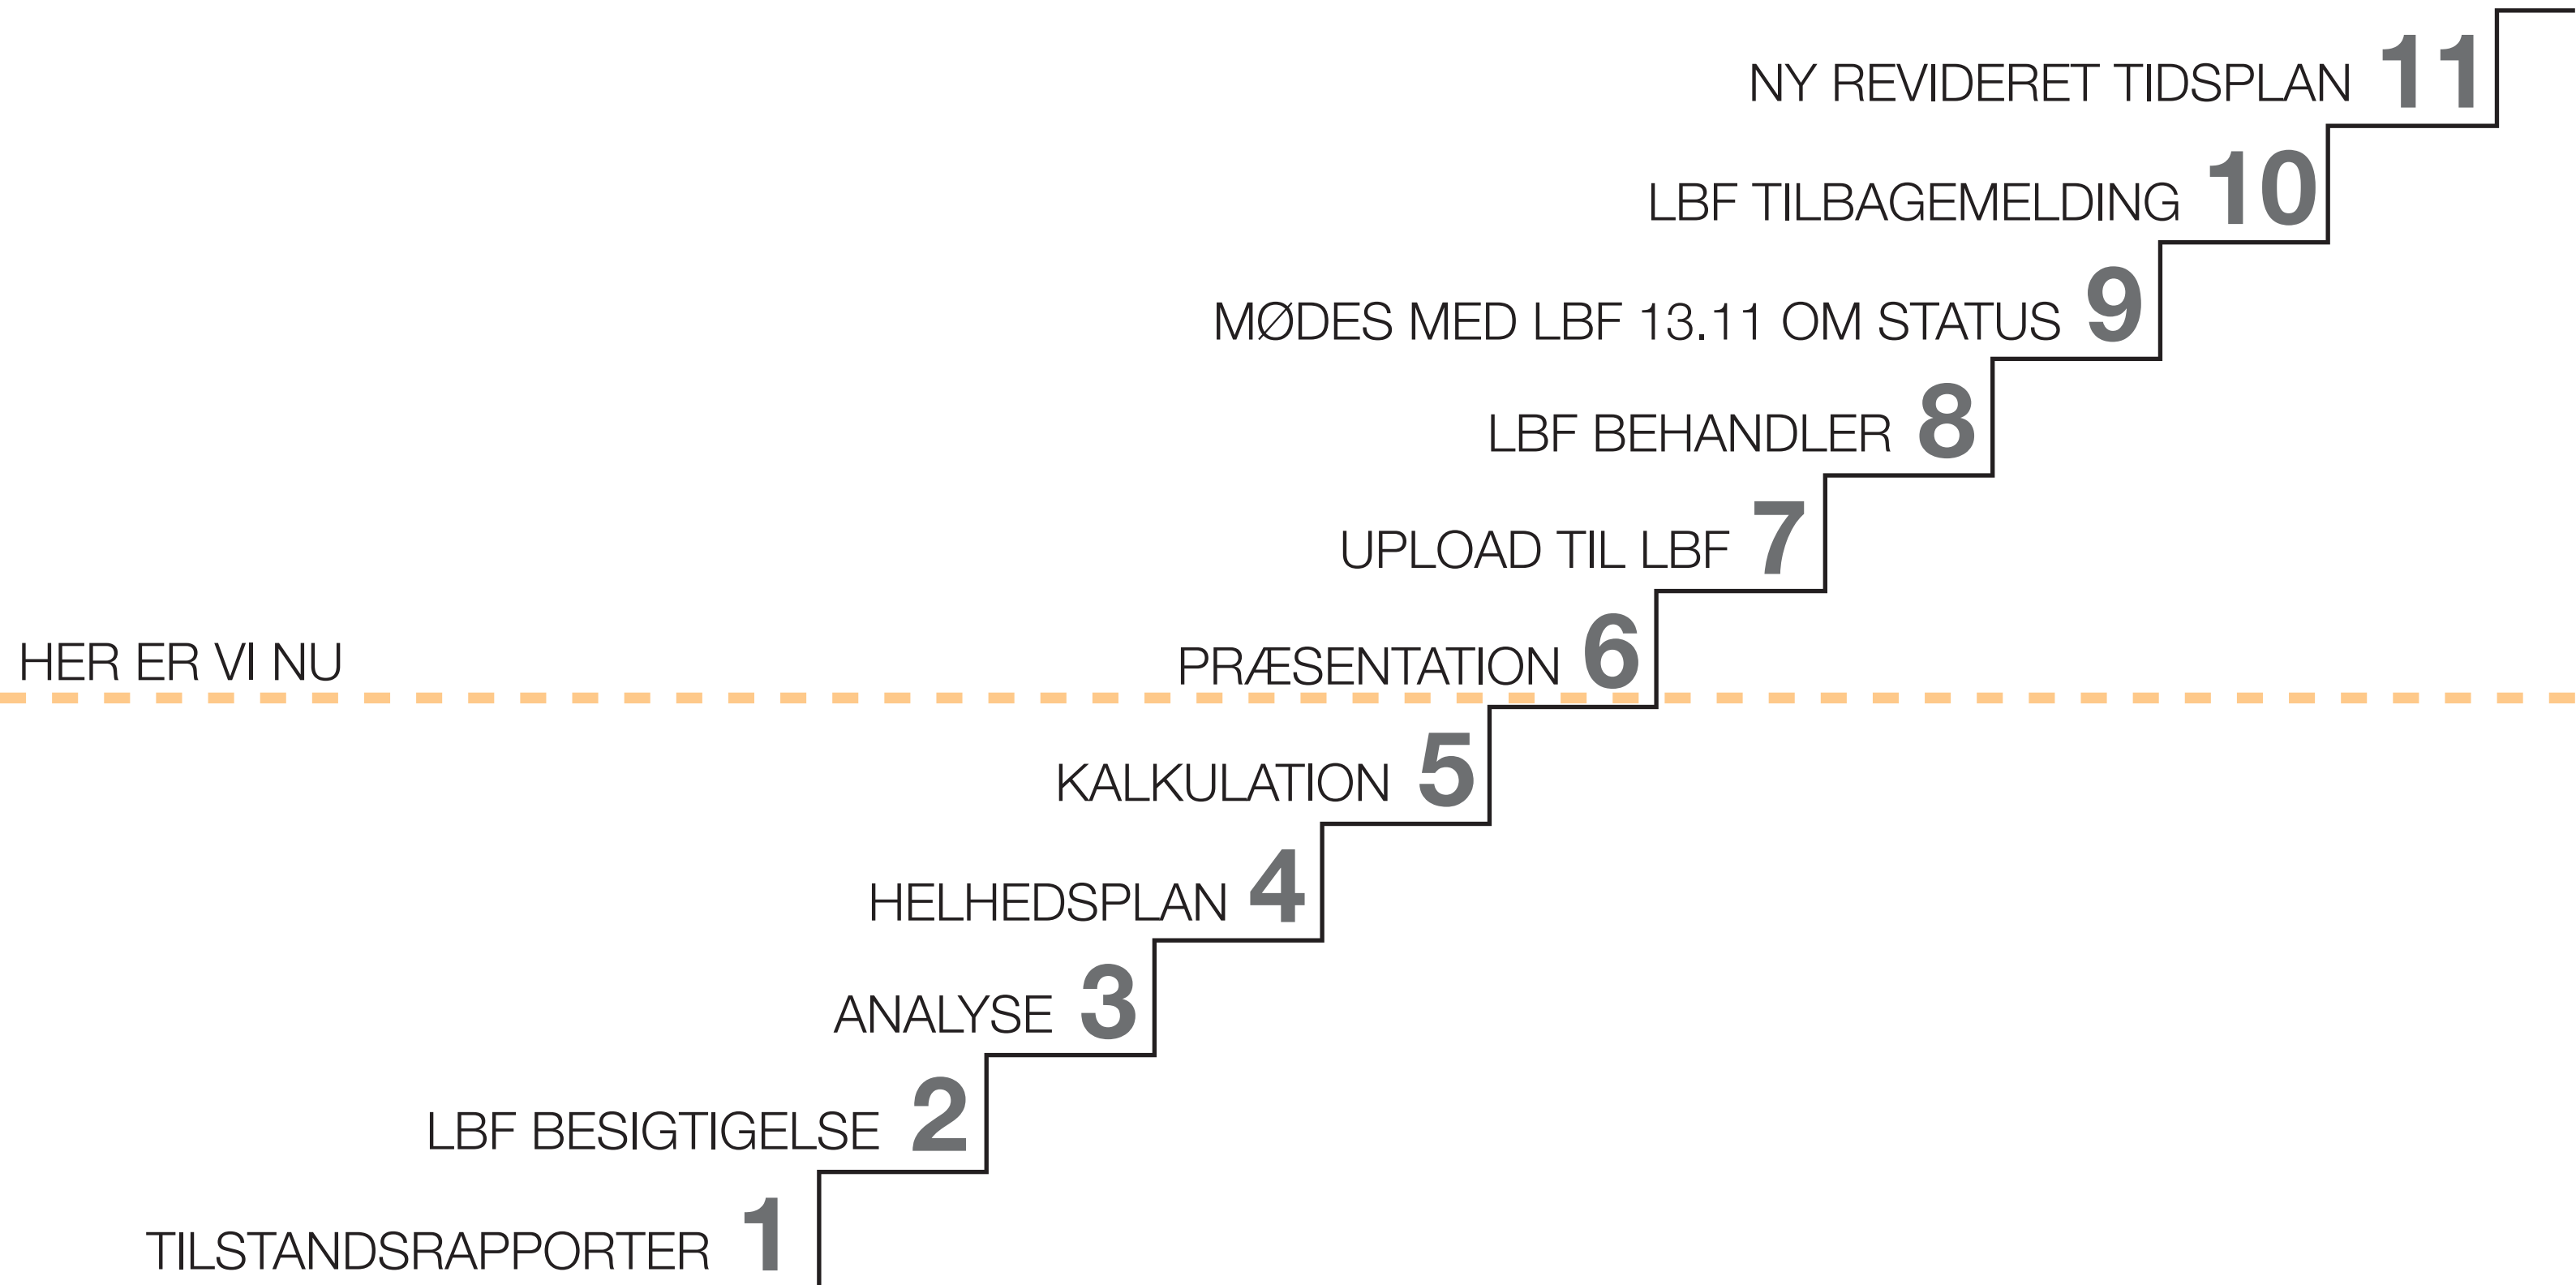 NY REVIDERET TIDSPLAN 11
LBF TILBAGEMELDING 10
MØDES MED LBF 13.11 OM STATUS 9
LBF BEHANDLER 8
UPLOAD TIL LBF 7
HER ER VI NU
PRÆSENTATION 6
KALKULATION 5
HELHEDSPLAN 4
ANALYSE 3
LBF BESIGTIGELSE 2
TILSTANDSRAPPORTER 1